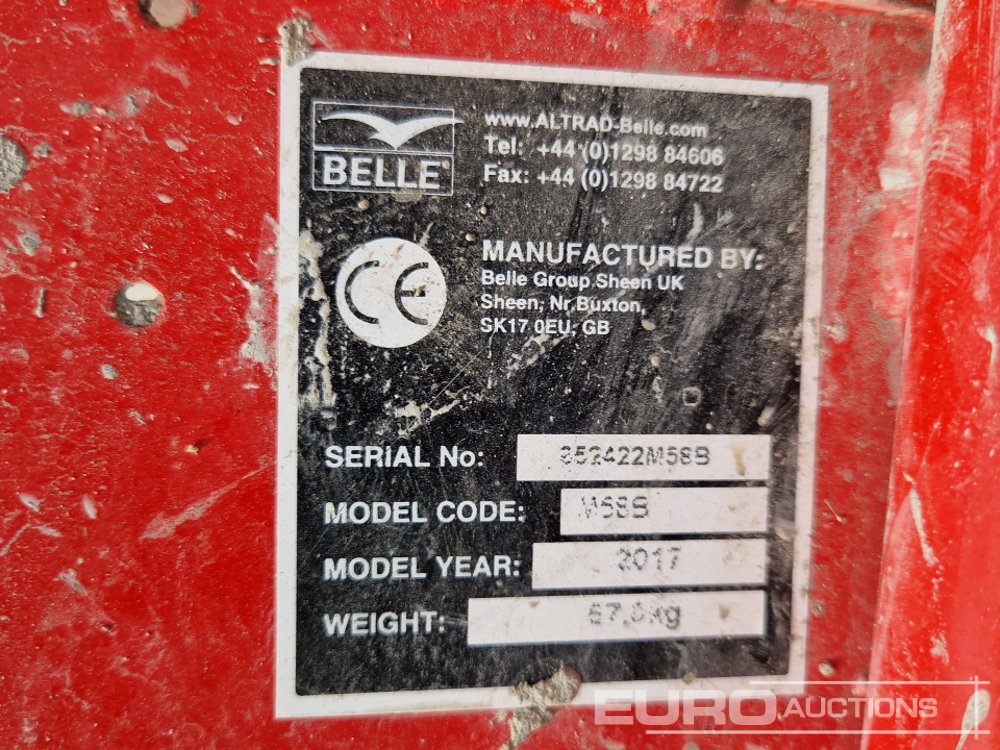 BELLE
www.ALTRAD-Belle.com
Tel: +44 (0)1298 84606
Fax: +44 (0)1298 84722
CE
MANUFACTURED BY:
Belle Group Sheen UK
Sheen, Nr.Buxton,
SK17 0EU, GB
SERIAL No: 852422M58B
MODEL CODE: M58B
MODEL YEAR: 2017
WEIGHT:
EURO AUCTIONS